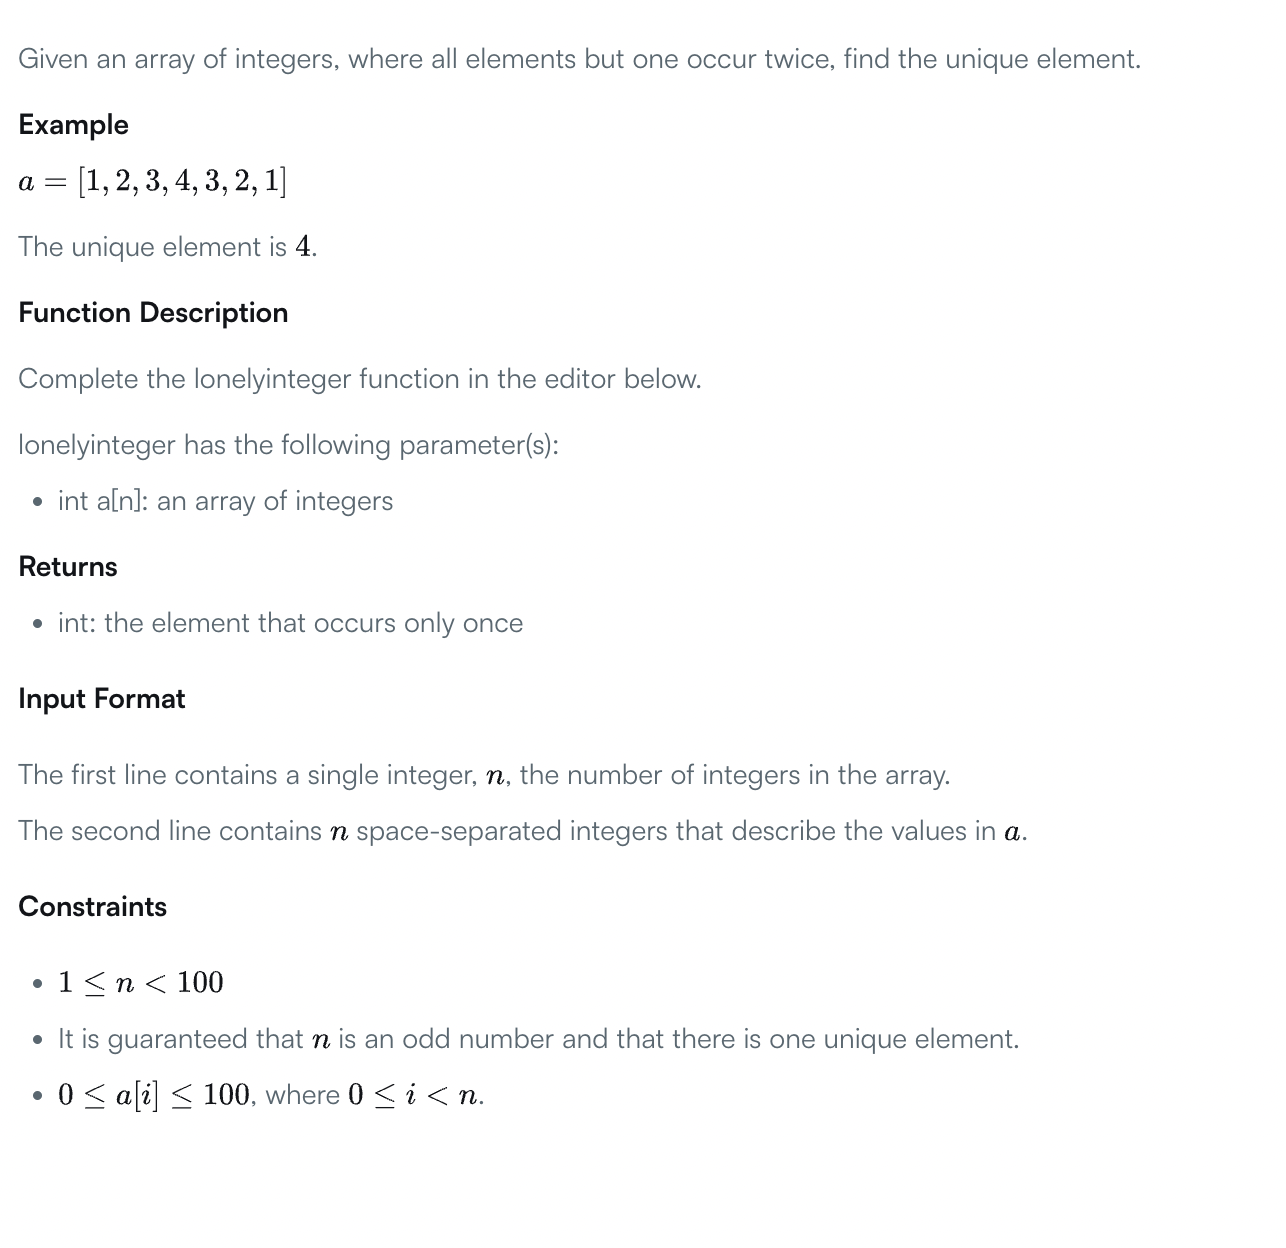 Given an array of integers, where all elements but one occur twice, find the unique element.
Example
a = [1, 2, 3, 4, 3, 2, 1]
The unique element is 4.
Function Description
Complete the lonelyinteger function in the editor below.
lonelyinteger has the following parameter(s):
• int a[n]: an array of integers
Returns
• int: the element that occurs only once
Input Format
The first line contains a single integer, n, the number of integers in the array.
The second line contains n space-separated integers that describe the values in a.
Constraints
• 1 ≤ n < 100
• It is guaranteed that n is an odd number and that there is one unique element.
• 0 ≤ a[i] ≤ 100, where 0 ≤ i < n.